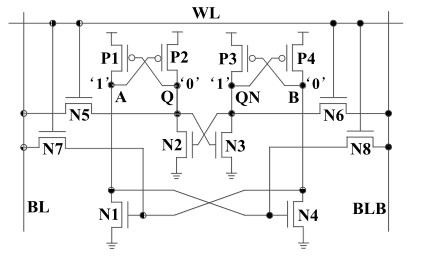 WL
P1 P2 P3 P4
‘1’ ‘0’ ‘1’ ‘0’
A Q QN B
N5 N6
N7 N2 N3 N8
BL N1 N4 BLB